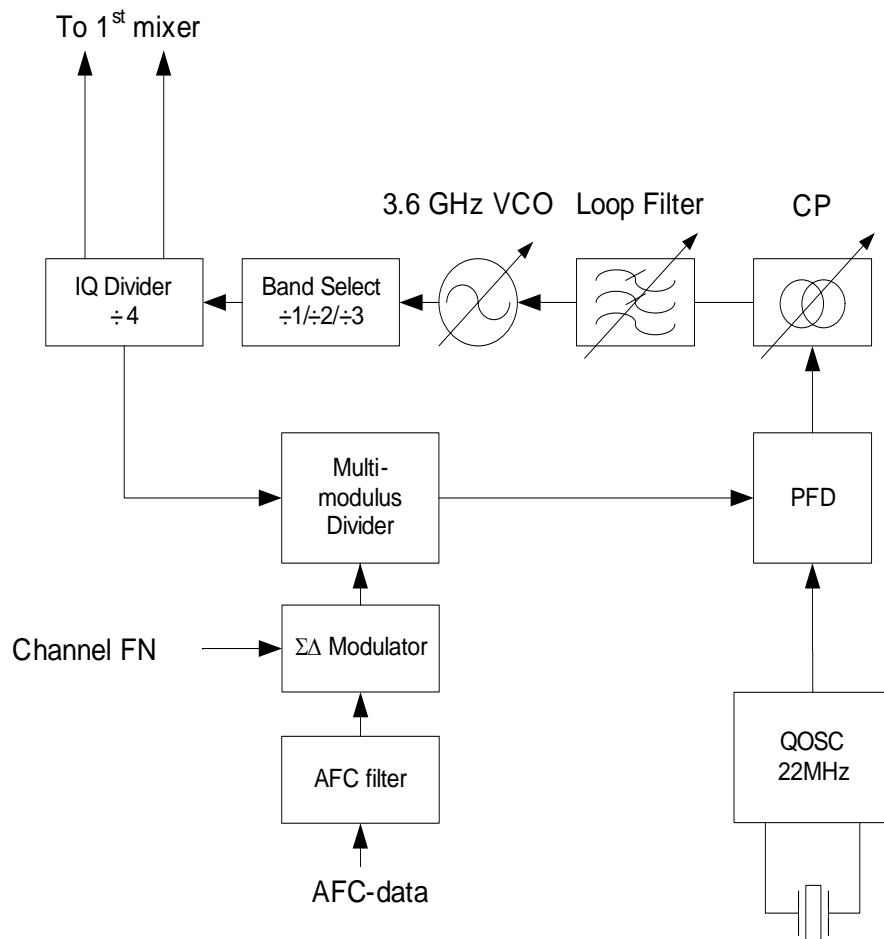 To 1st mixer
3.6 GHz VCO
Loop Filter
CP
IQ Divider
÷4
Band Select
÷1/÷2/÷3
Multi-
modulus
Divider
PFD
Channel FN
ΣΔ Modulator
QOSC
22MHz
AFC filter
AFC-data